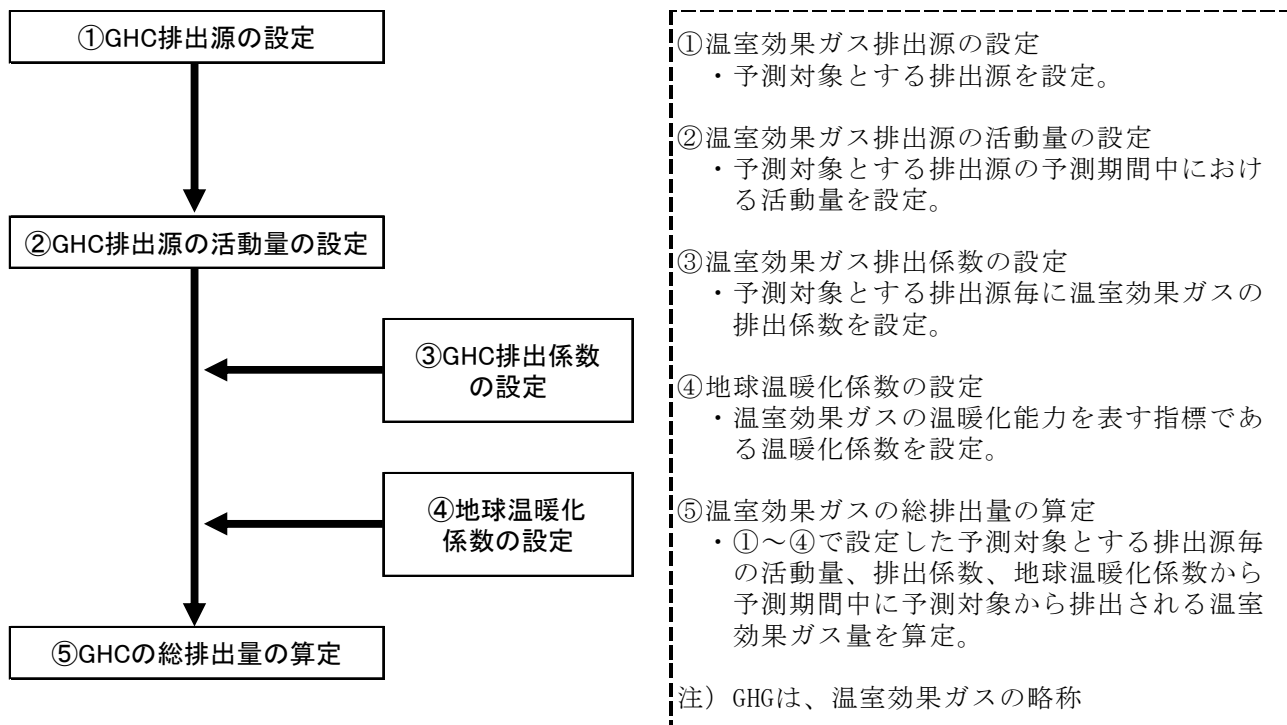 ①GHC排出源の設定
②GHC排出源の活動量の設定
③GHC排出係数
の設定
④地球温暖化
係数の設定
⑤GHCの総排出量の算定
①温室効果ガス排出源の設定
・予測対象とする排出源を設定。
②温室効果ガス排出源の活動量の設定
・予測対象とする排出源の予測期間中におけ
る活動量を設定。
③温室効果ガス排出係数の設定
・予測対象とする排出源毎に温室効果ガスの
排出係数を設定。
④地球温暖化係数の設定
・温室効果ガスの温暖化能力を表す指標であ
る温暖化係数を設定。
⑤温室効果ガスの総排出量の算定
・①～④で設定した予測対象とする排出源毎
の活動量、排出係数、地球温暖化係数から
予測期間中に予測対象から排出される温室
効果ガス量を算定。
注）GHGは、温室効果ガスの略称